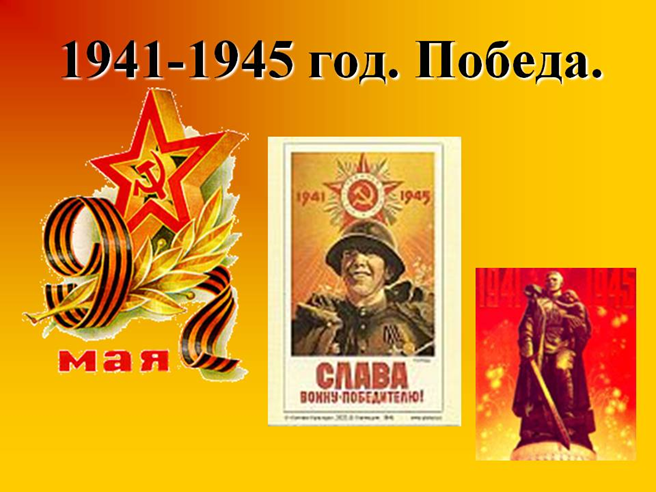 1941-1945 год. Победа.
9
мая
1941 1945
СЛАВА
ВОИНУ-ПОБЕДИТЕЛЮ!
1941 1945